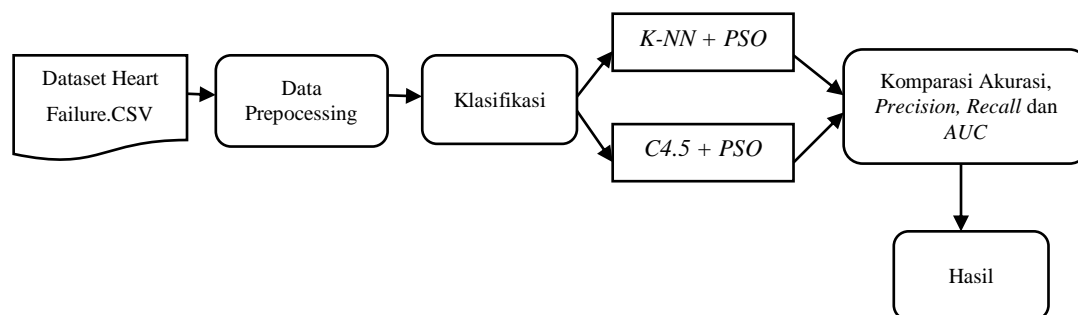 Dataset Heart
Failure.CSV
Data
Prepocessing
Klasifikasi
K-NN + PSO
C4.5 + PSO
Komparasi Akurasi,
Precision, Recall dan
AUC
Hasil